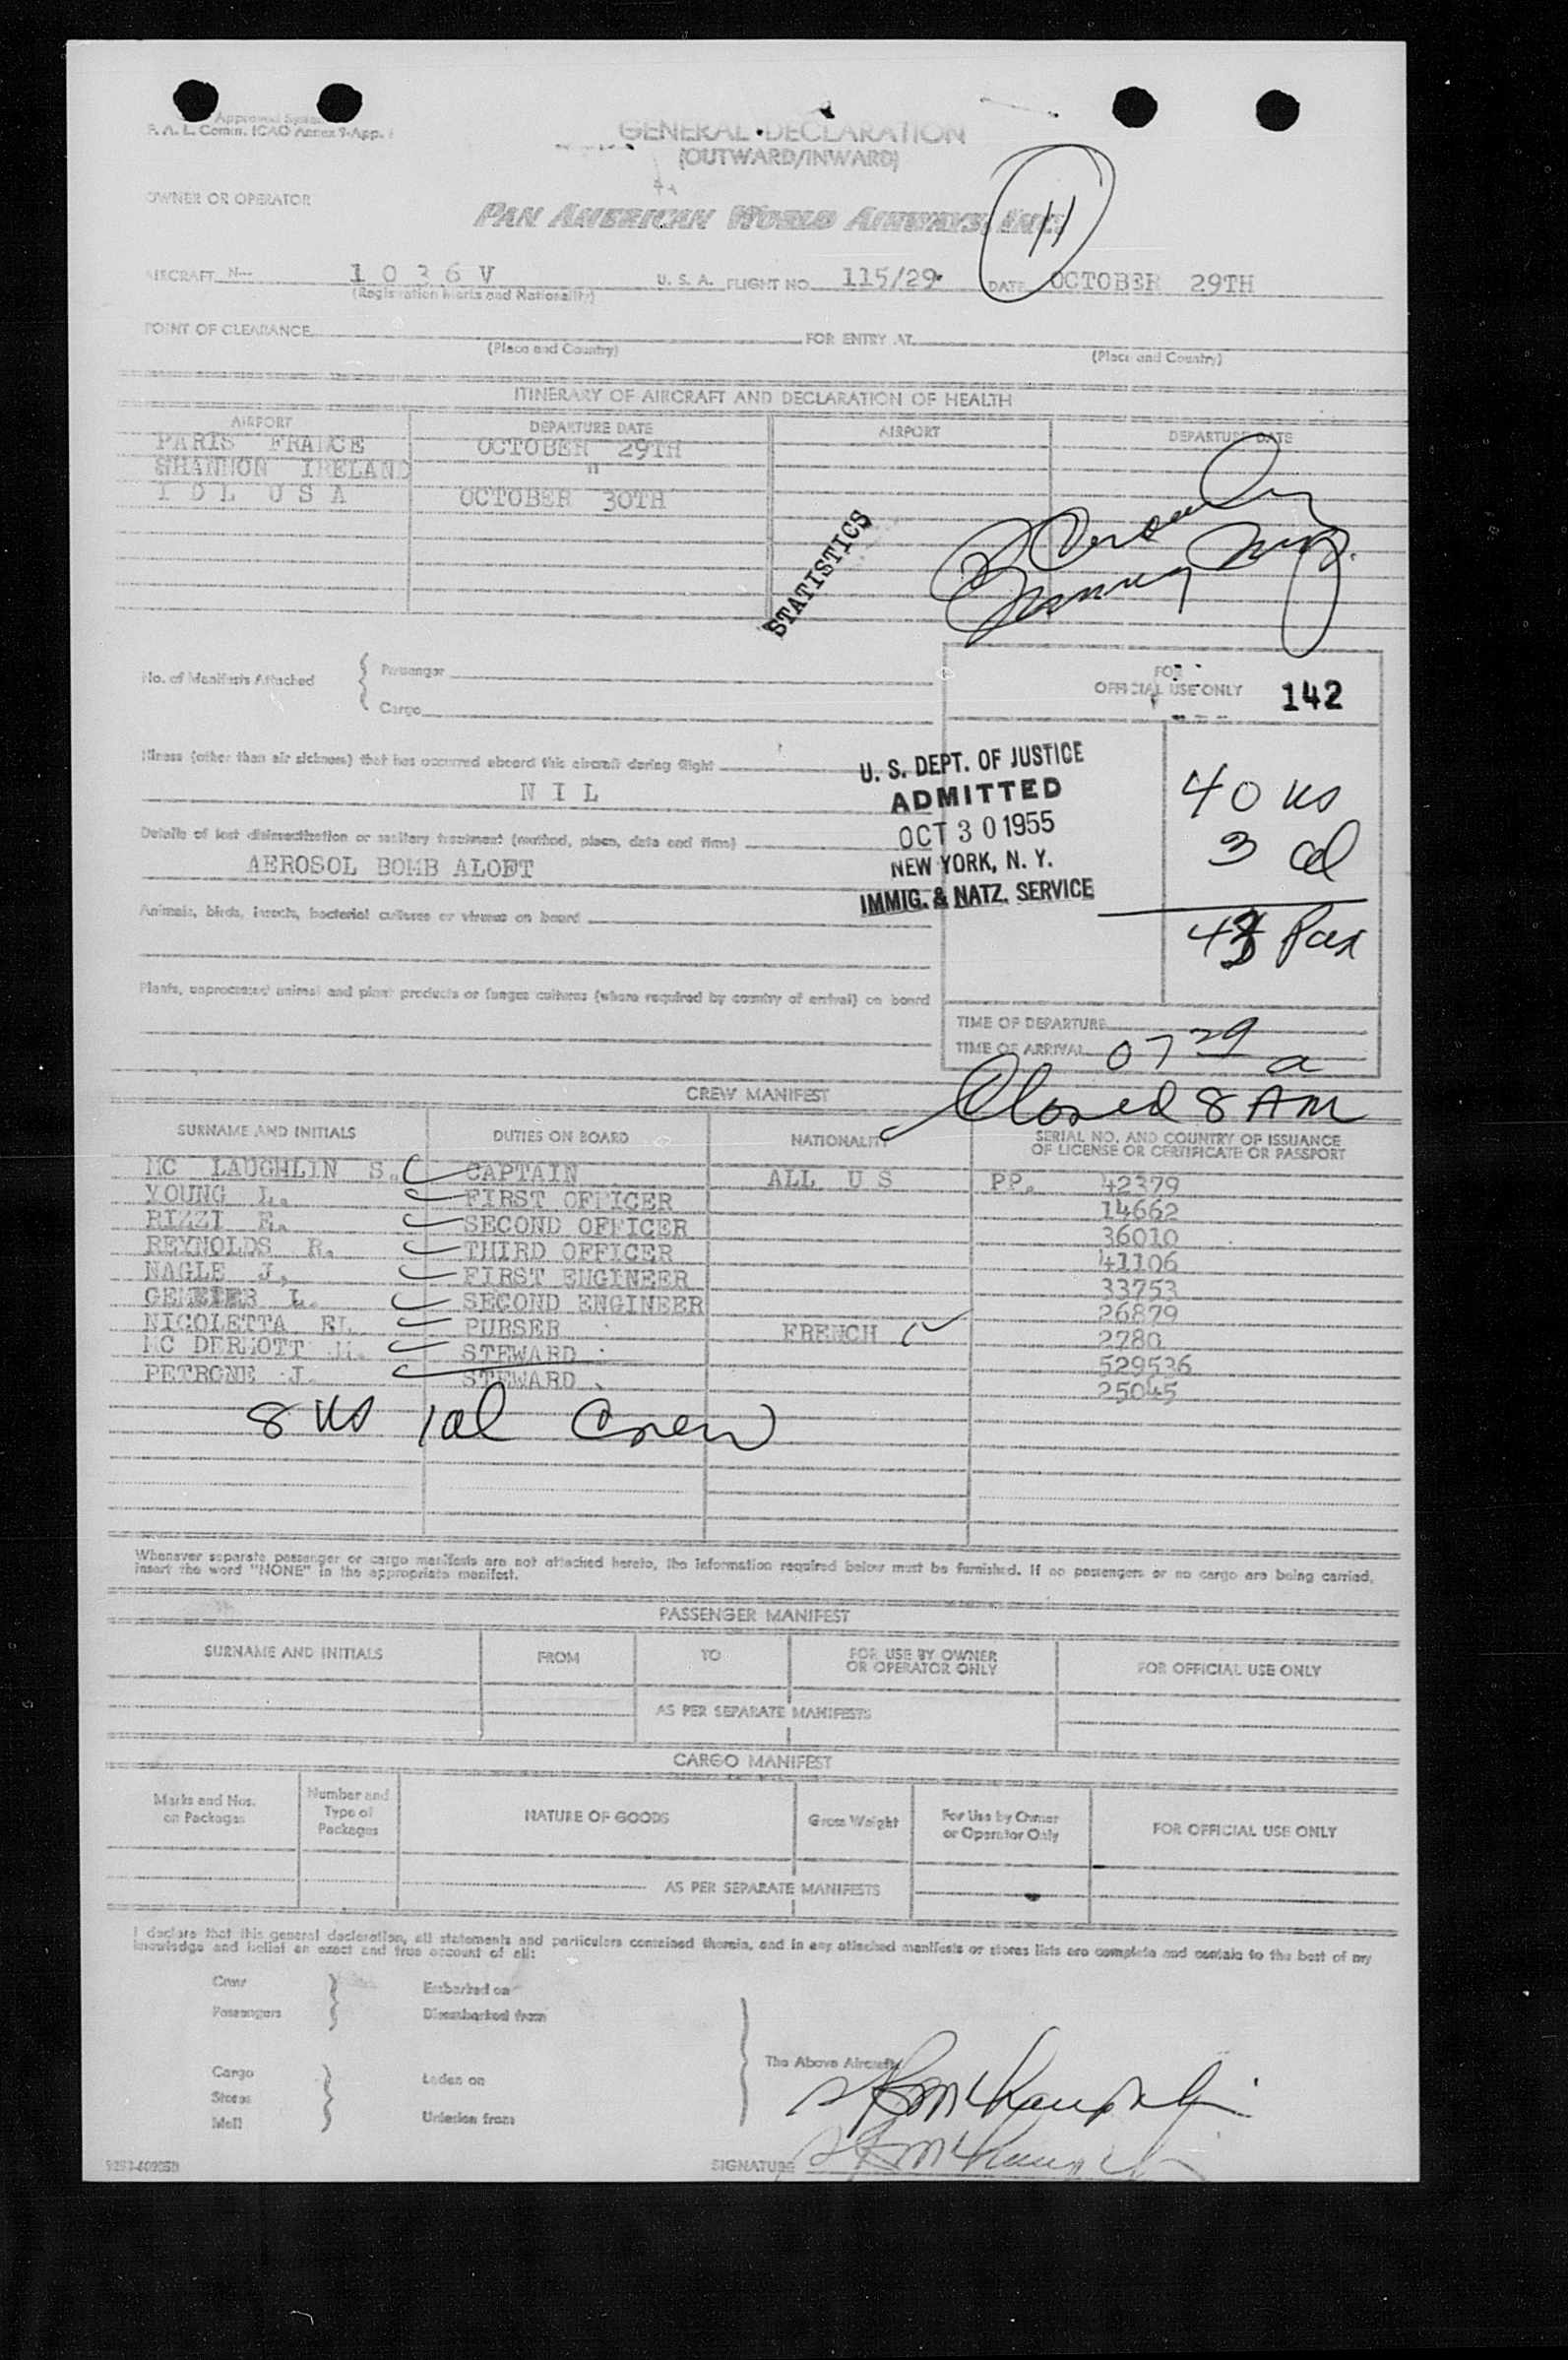 Approved
F. A. L. Comm. ICAO Annex 9-App. 1
GENERAL DECLARATION
(OUTWARD/INWARD)
OWNER OR OPERATOR
PAN AMERICAN WORLD AIRWAYS, INC.
11
AIRCRAFT N-- 1 0 3 6 V U. S. A. FLIGHT NO. 115/29 DATE OCTOBER 29TH
(Registration Marks and Nationality)
POINT OF CLEARANCE FOR ENTRY AT
(Place and Country) (Place and Country)
ITINERARY OF AIRCRAFT AND DECLARATION OF HEALTH
AIRPORT DEPARTURE DATE AIRPORT DEPARTURE DATE
PARIS FRANCE OCTOBER 29TH
SHANNON IRELAND "
I D L U S A OCTOBER 30TH
STATISTICS
No. of Manifests Attached { Passenger
Cargo
FOR
OFFICIAL USE ONLY 142
Illness (other than air sickness) that has occurred aboard this aircraft during flight
N I L
Details of last disinsectization or sanitary treatment (method, place, date and time)
AEROSOL BOMB ALOFT
Animals, birds, insects, bacterial cultures or viruses on board
Plants, unprocessed animal and plant products or fungus cultures (where required by country of arrival) on board
U. S. DEPT. OF JUSTICE
ADMITTED
OCT 30 1955
NEW YORK, N. Y.
IMMIG. & NATZ. SERVICE
40 us
3 al
43 Pax
TIME OF DEPARTURE
TIME OF ARRIVAL 07 29 a
Closed 8 AM
CREW MANIFEST
SURNAME AND INITIALS DUTIES ON BOARD NATIONALITY SERIAL NO. AND COUNTRY OF ISSUANCE
OF LICENSE OR CERTIFICATE OR PASSPORT
MC LAUGHLIN S. CAPTAIN ALL U S PP. 42379
YOUNG L. FIRST OFFICER 14662
RIZZI E. SECOND OFFICER 36010
REYNOLDS R. THIRD OFFICER 41106
NAGLE J. FIRST ENGINEER 33753
L. SECOND ENGINEER 26879
NICOLETTA EL PURSER FRENCH 2780
MC DERMOTT M. STEWARD 529536
PETRONE J. STEWARD 25045
8 us 1 al Crew
Whenever separate passenger or cargo manifests are not attached hereto, the information required below must be furnished. If no passengers or no cargo are being carried,
insert the word "NONE" in the appropriate manifest.
PASSENGER MANIFEST
SURNAME AND INITIALS FROM TO FOR USE BY OWNER
OR OPERATOR ONLY FOR OFFICIAL USE ONLY
AS PER SEPARATE MANIFESTS
CARGO MANIFEST
Marks and Nos.
on Packages Number and
Type of
Packages NATURE OF GOODS Gross Weight For Use by Owner
or Operator Only FOR OFFICIAL USE ONLY
AS PER SEPARATE MANIFESTS
I declare that this general declaration, all statements and particulars contained therein, and in any attached manifests or stores lists are complete and contain to the best of my
knowledge and belief an exact and true account of all:
Crew Embarked on
Passengers Disembarked from
The Above Aircraft
Cargo Laden on
Stores
Mail Unladen from
SIGNATURE